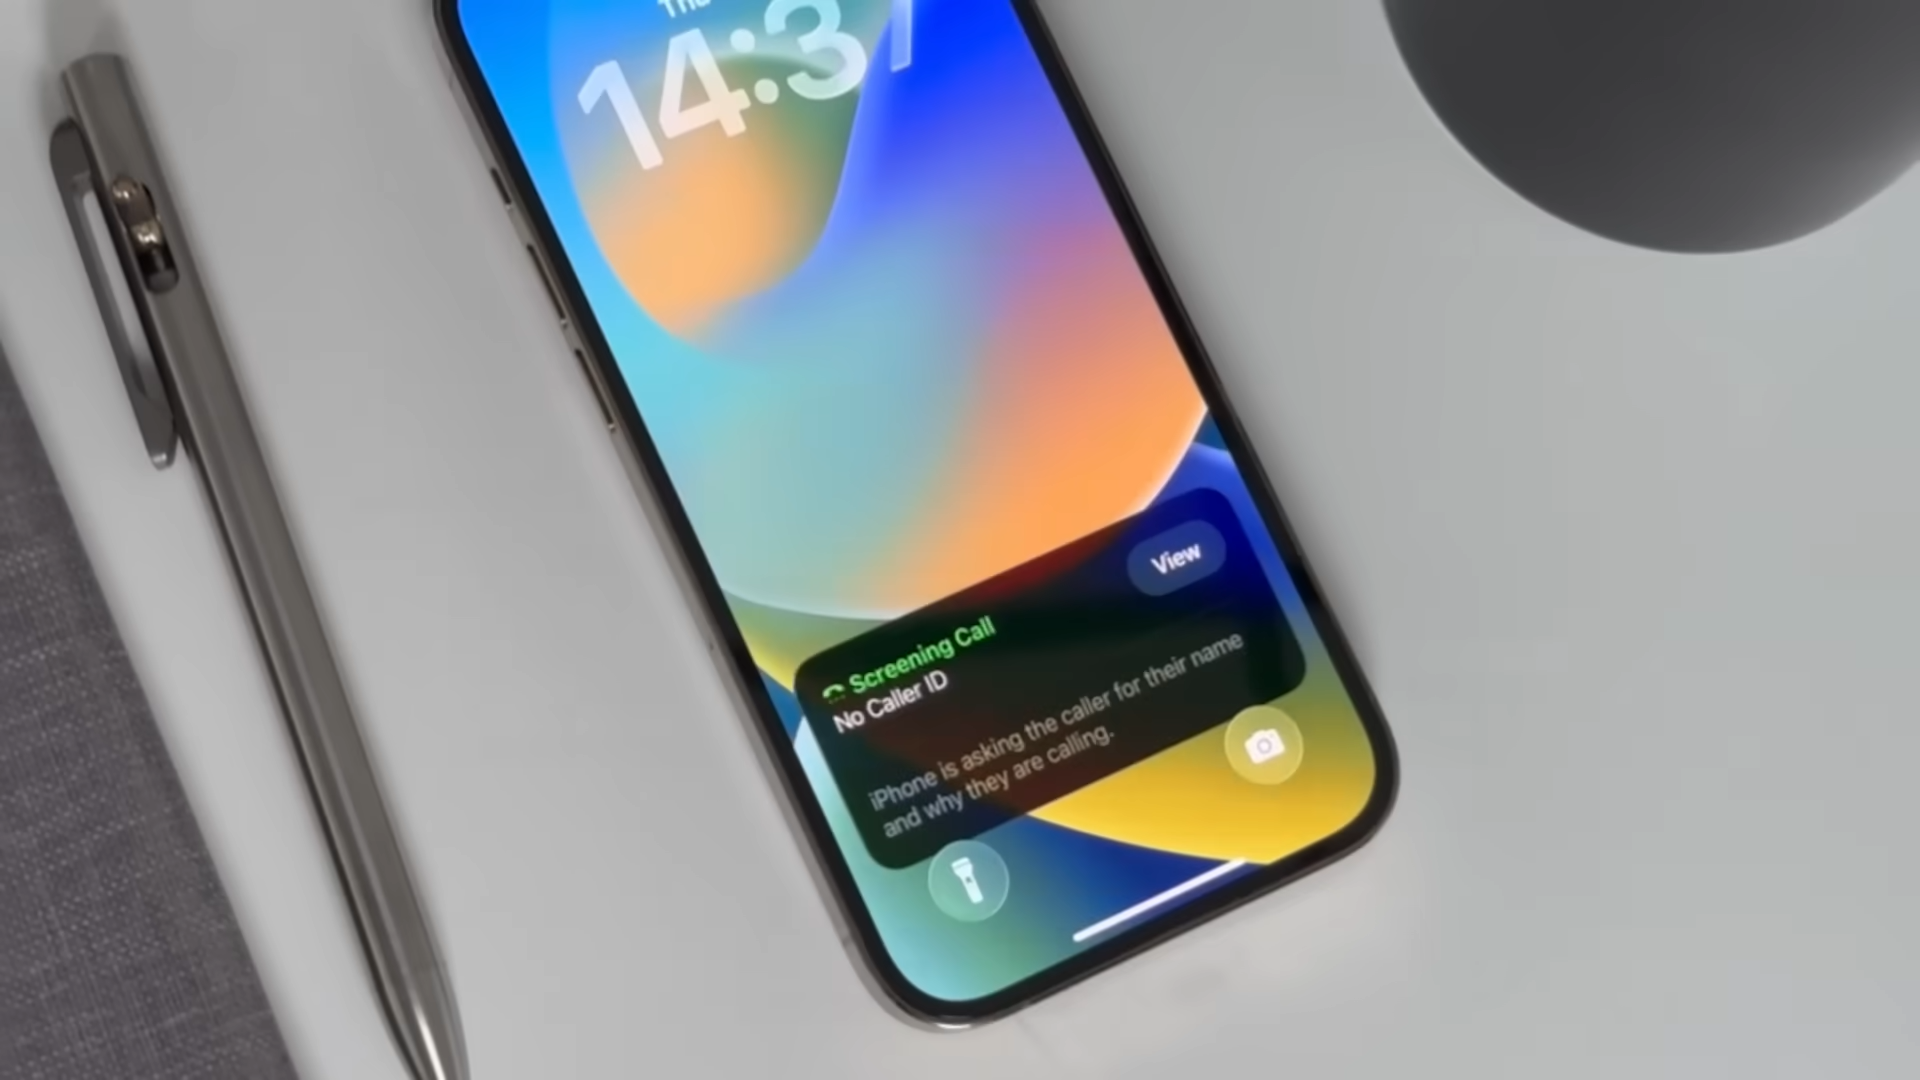 Thu
14:37
View
Screening Call
No Caller ID
iPhone is asking the caller for their name
and why they are calling.